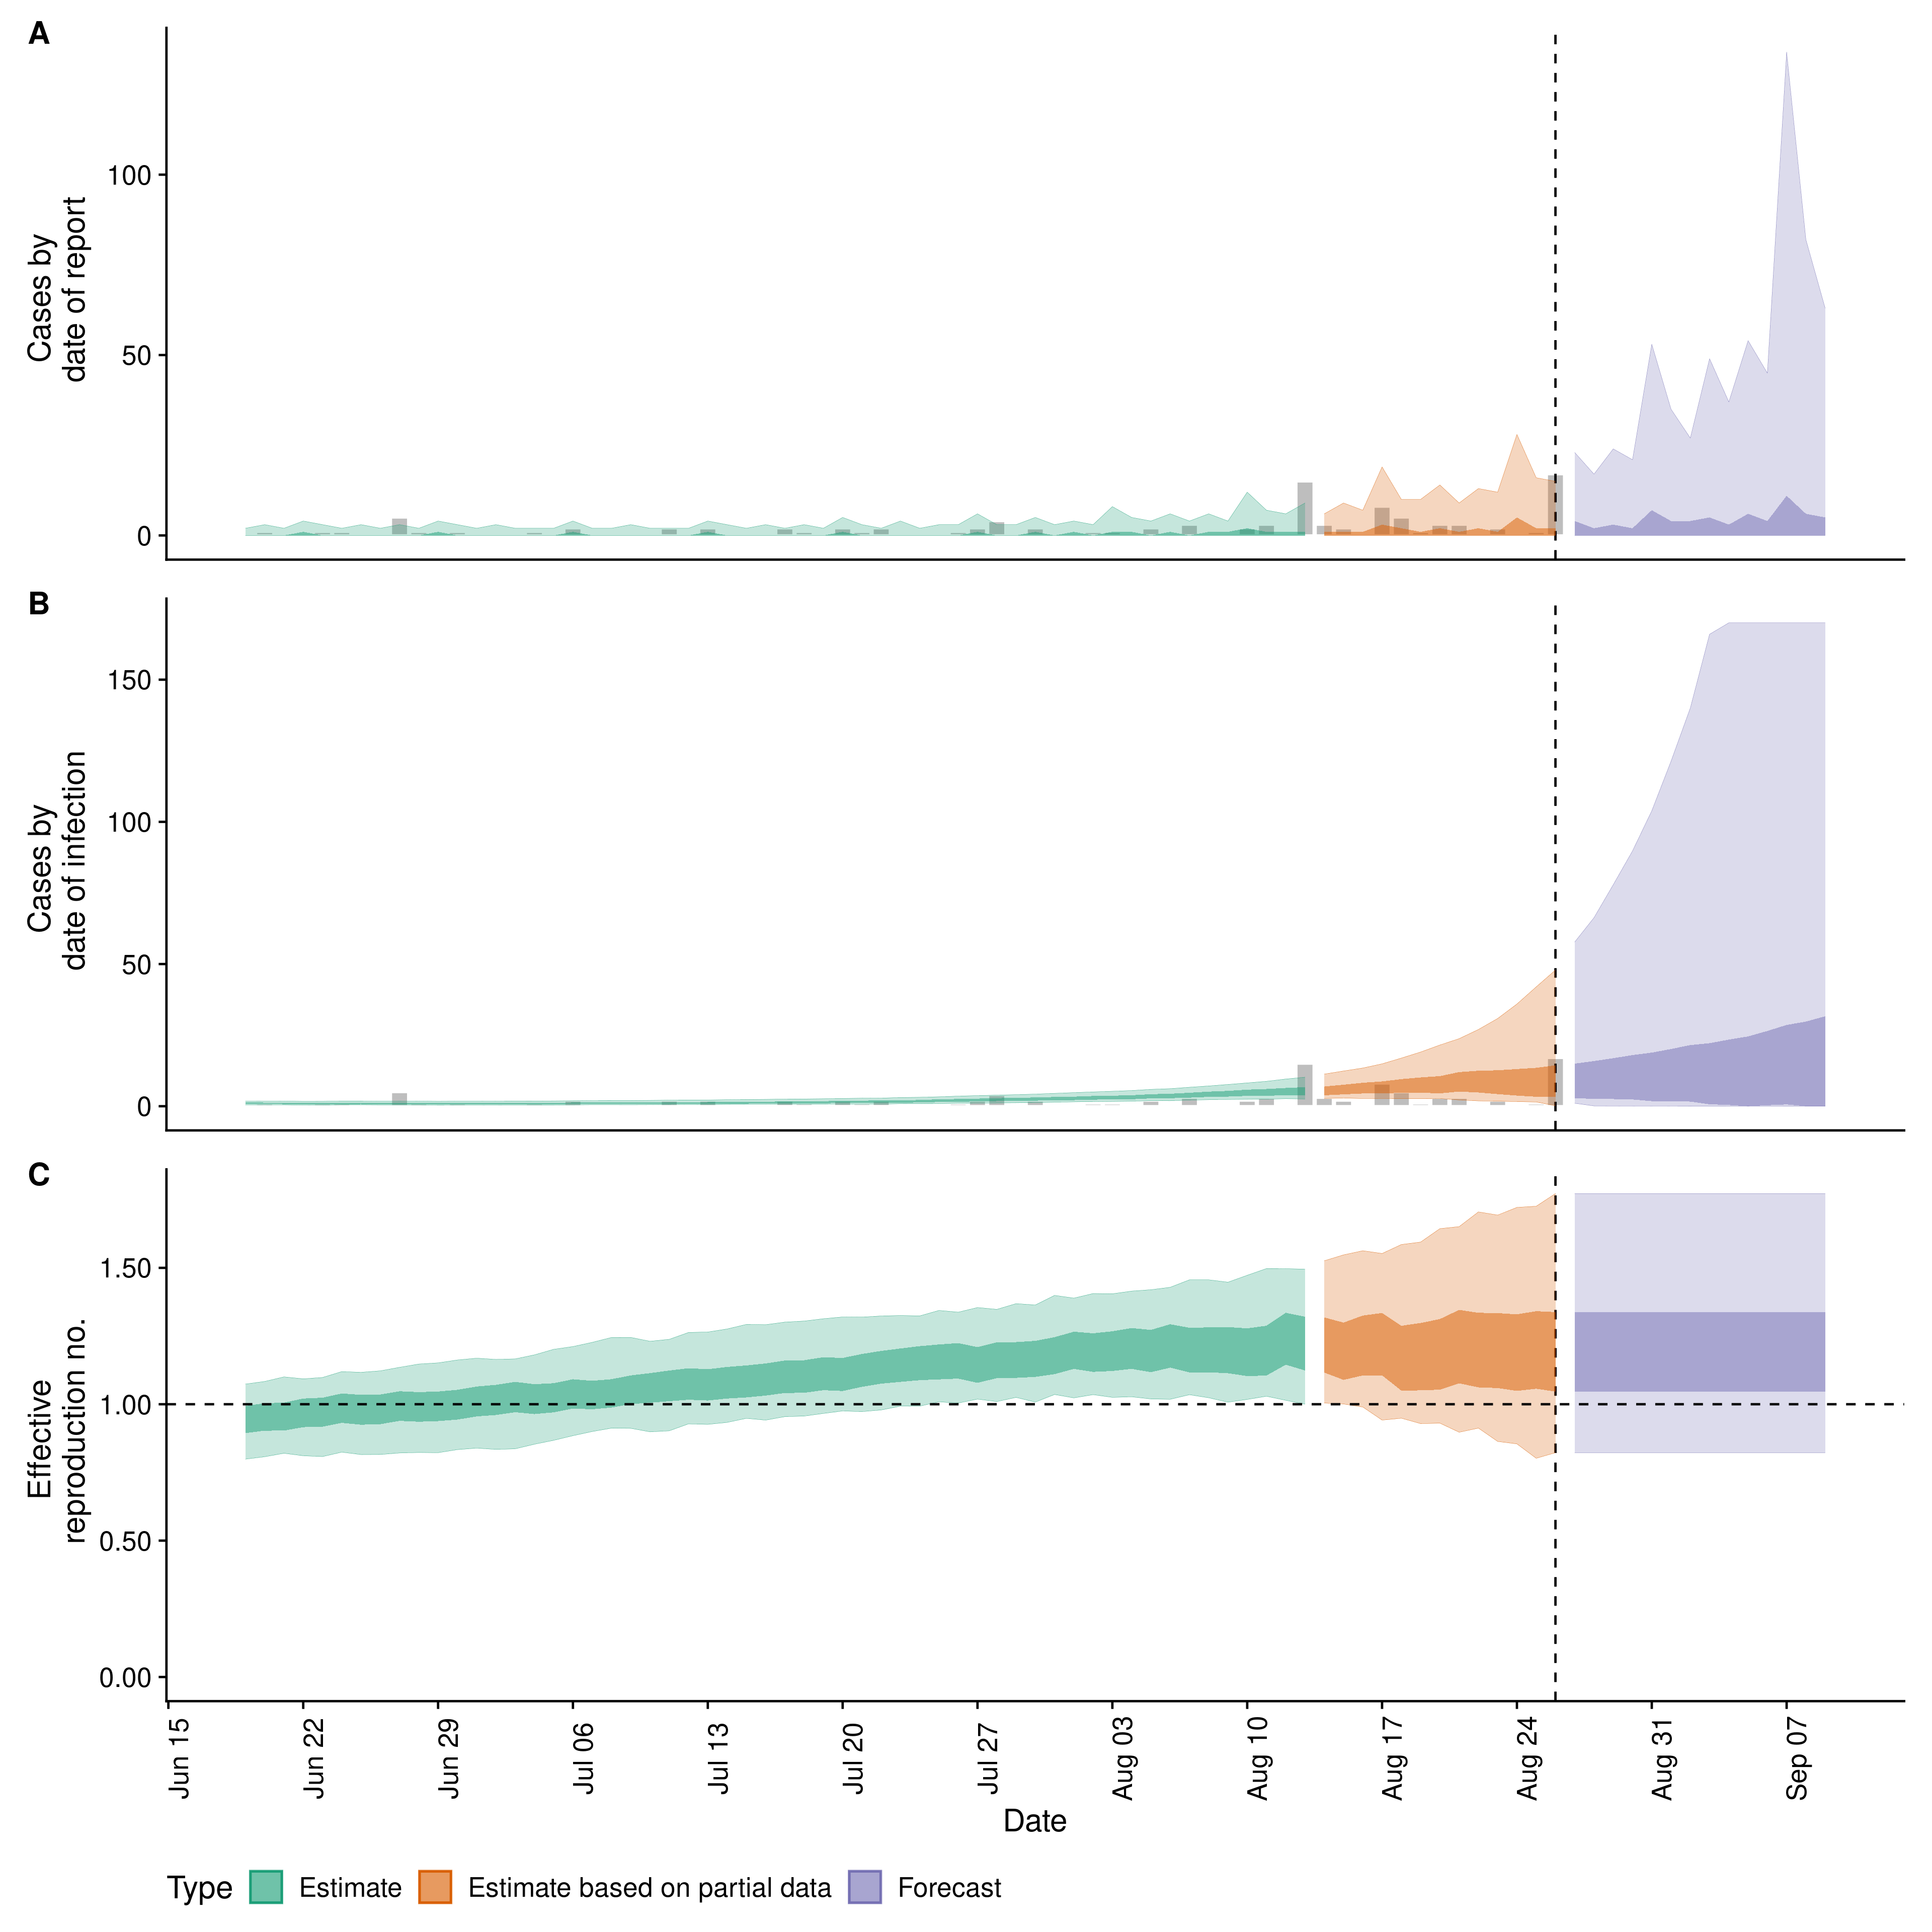 A
Cases by
date of report
100
50
0
B
Cases by
date of infection
150
100
50
0
C
Effective
reproduction no.
1.50
1.00
0.50
0.00
Jun 15
Jun 22
Jun 29
Jul 06
Jul 13
Jul 20
Jul 27
Aug 03
Aug 10
Aug 17
Aug 24
Aug 31
Sep 07
Date
Type Estimate Estimate based on partial data Forecast